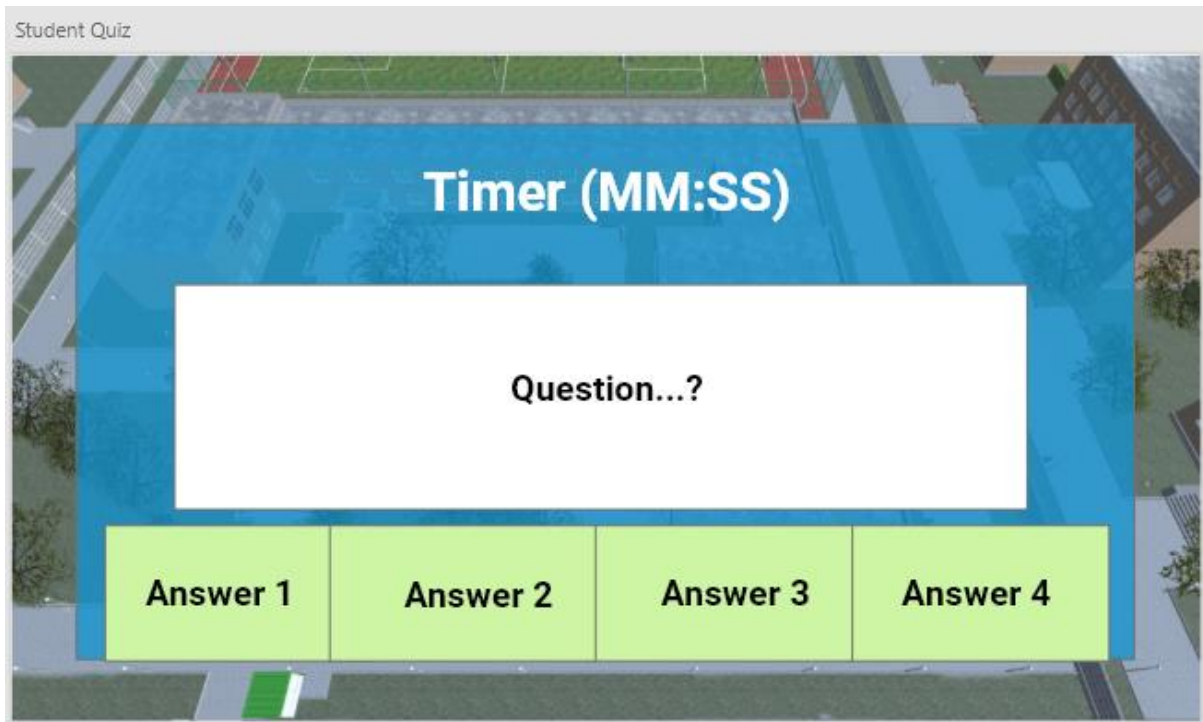 Student Quiz
Timer (MM:SS)
Question...?
Answer 1
Answer 2
Answer 3
Answer 4